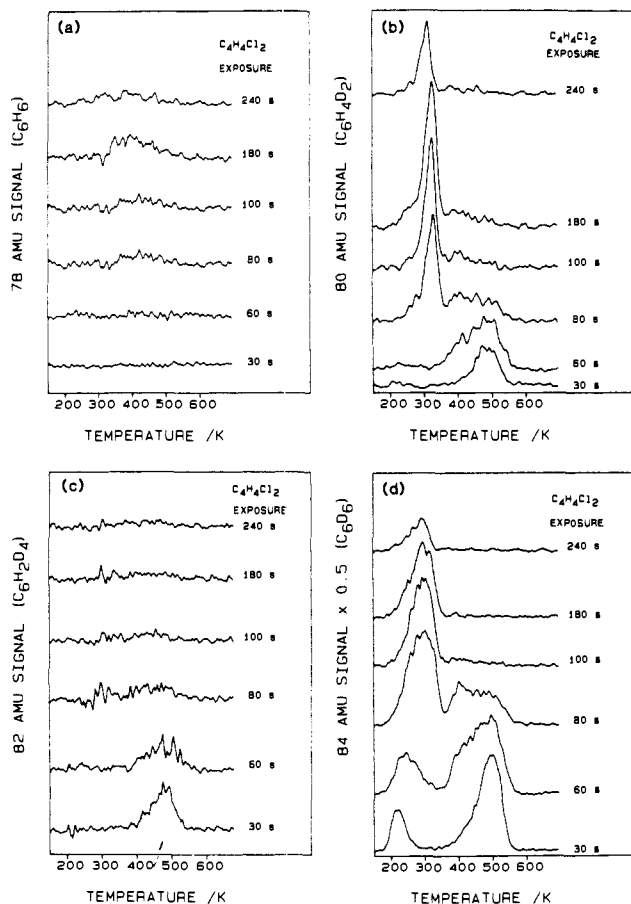 (a)
C4H4Cl2
EXPOSURE
240 s
180 s
100 s
80 s
60 s
30 s
78 AMU SIGNAL (C6H6)
200 300 400 500 600
TEMPERATURE /K
(b)
C4H4Cl2
EXPOSURE
240 s
180 s
100 s
80 s
60 s
30 s
80 AMU SIGNAL (C6H4D2)
200 300 400 500 600
TEMPERATURE /K
(c)
C4H4Cl2
EXPOSURE
240 s
180 s
100 s
80 s
60 s
30 s
82 AMU SIGNAL (C6H2D4)
200 300 400 500 600
TEMPERATURE /K
(d)
C4H4Cl2
EXPOSURE
240 s
180 s
100 s
80 s
60 s
30 s
84 AMU SIGNAL x 0.5 (C6D6)
200 300 400 500 600
TEMPERATURE /K